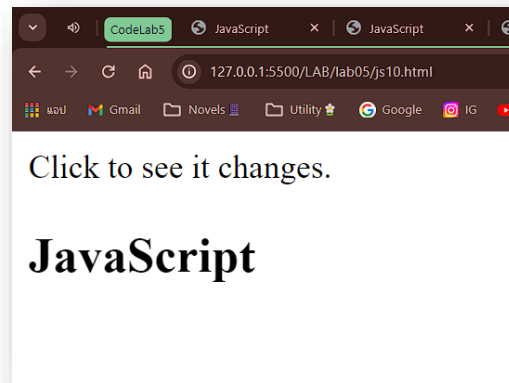 CodeLab5 JavaScript JavaScript
127.0.0.1:5500/LAB/lab05/js10.html
แอป Gmail Novels Utility Google IG
Click to see it changes.
JavaScript